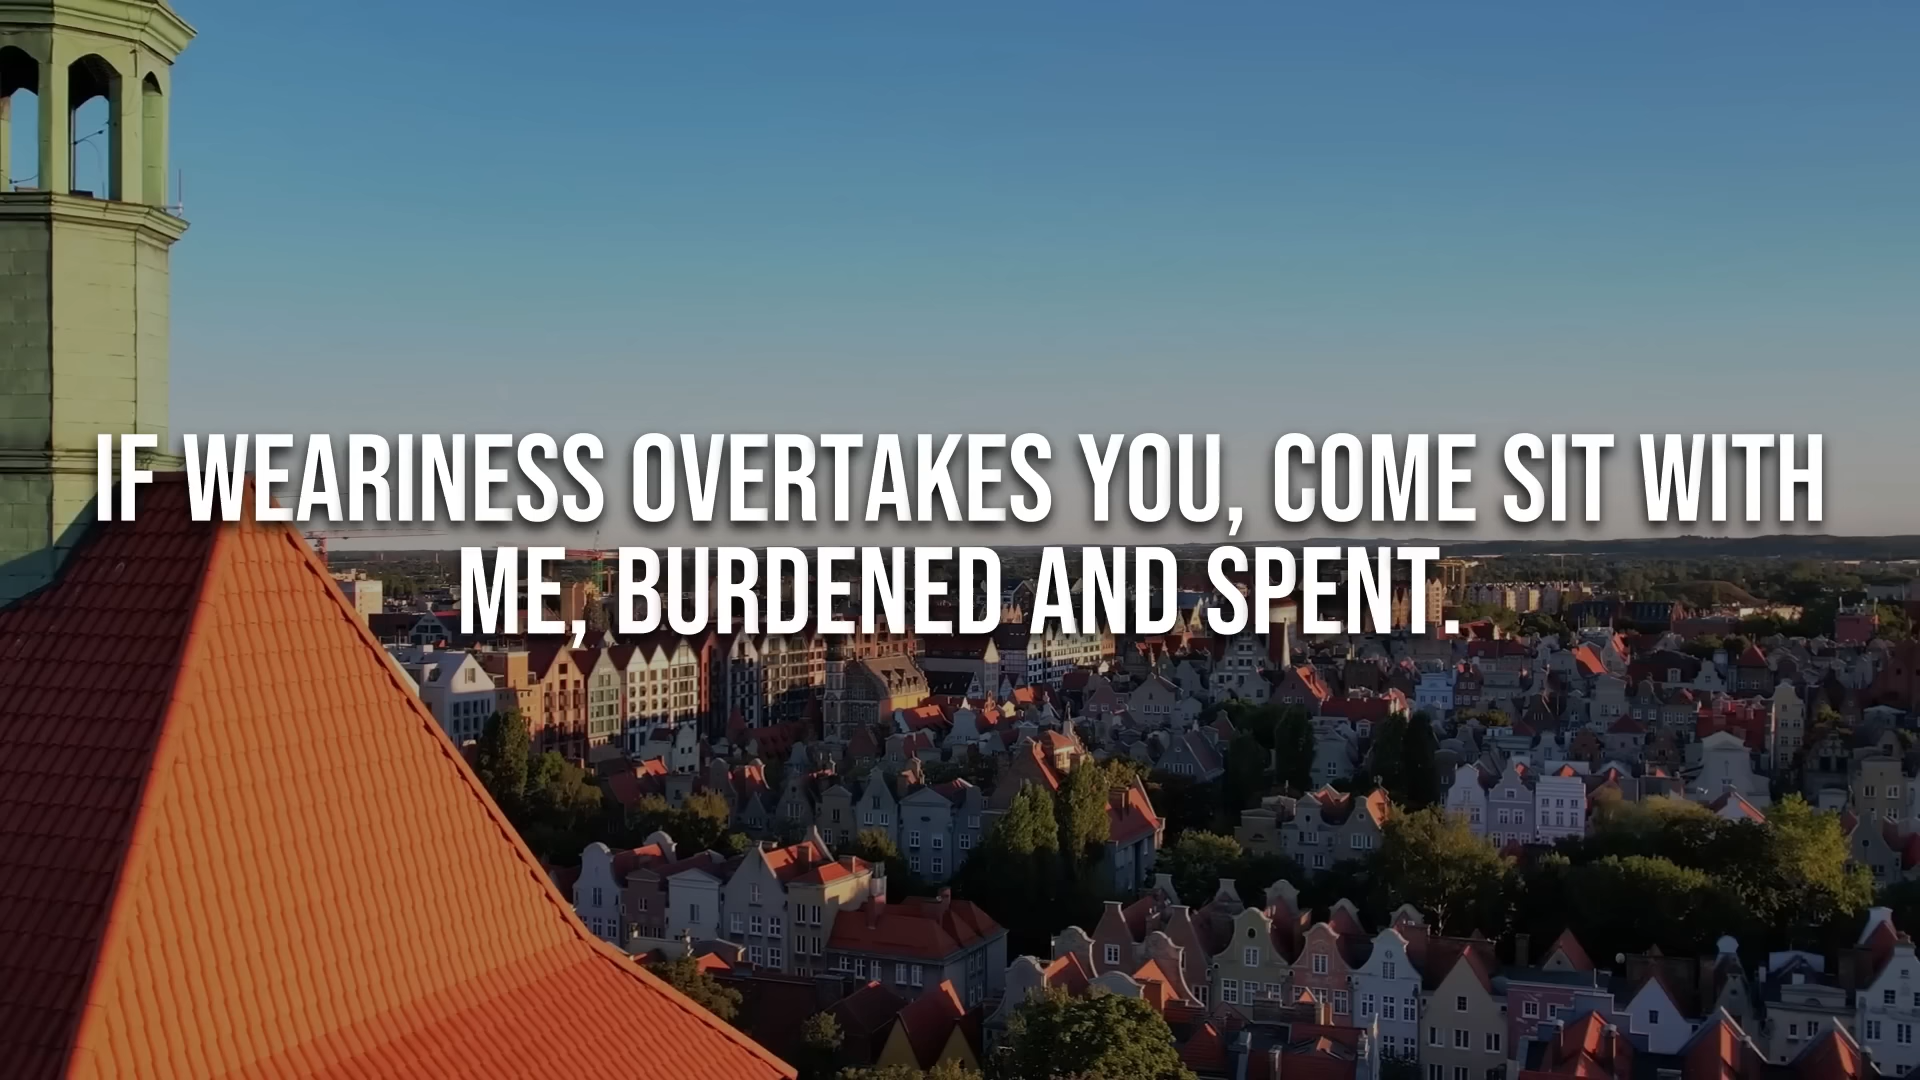 IF WEARINESS OVERTAKES YOU, COME SIT WITH
ME, BURDENED AND SPENT.